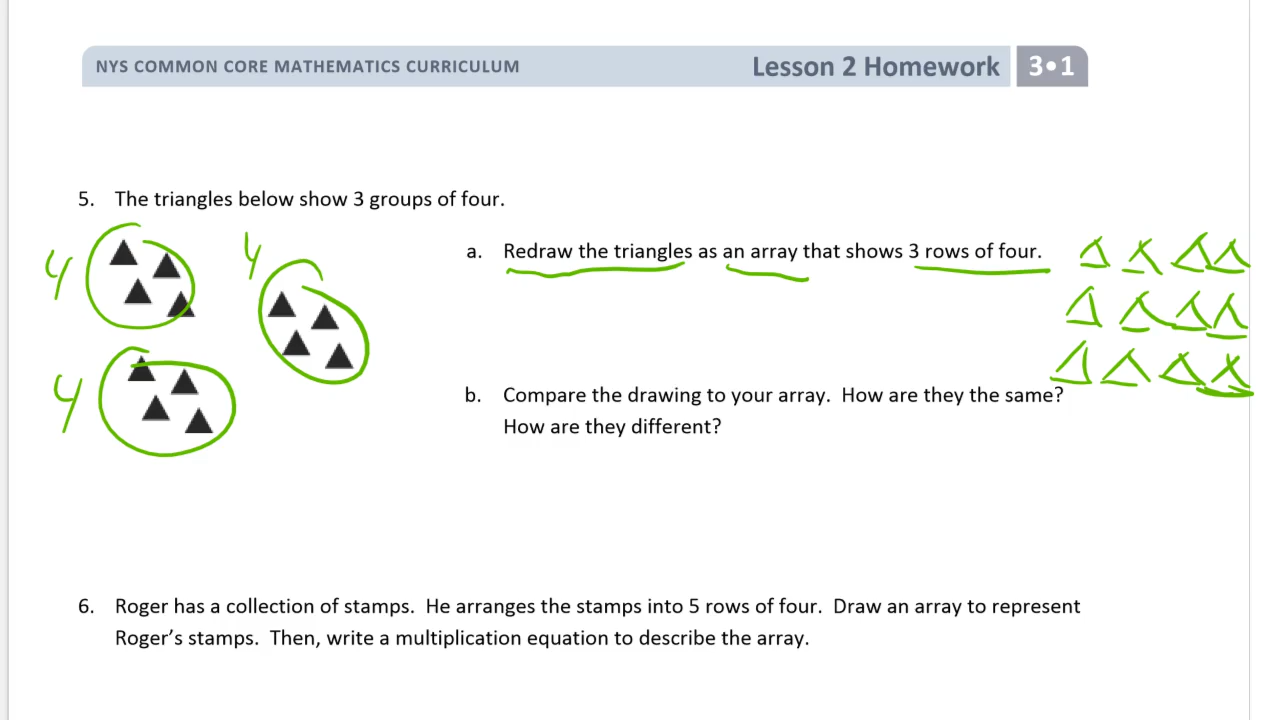 NYS COMMON CORE MATHEMATICS CURRICULUM Lesson 2 Homework 3•1
5. The triangles below show 3 groups of four.
4 4
a. Redraw the triangles as an array that shows 3 rows of four.
4
b. Compare the drawing to your array. How are they the same?
How are they different?
6. Roger has a collection of stamps. He arranges the stamps into 5 rows of four. Draw an array to represent
Roger's stamps. Then, write a multiplication equation to describe the array.